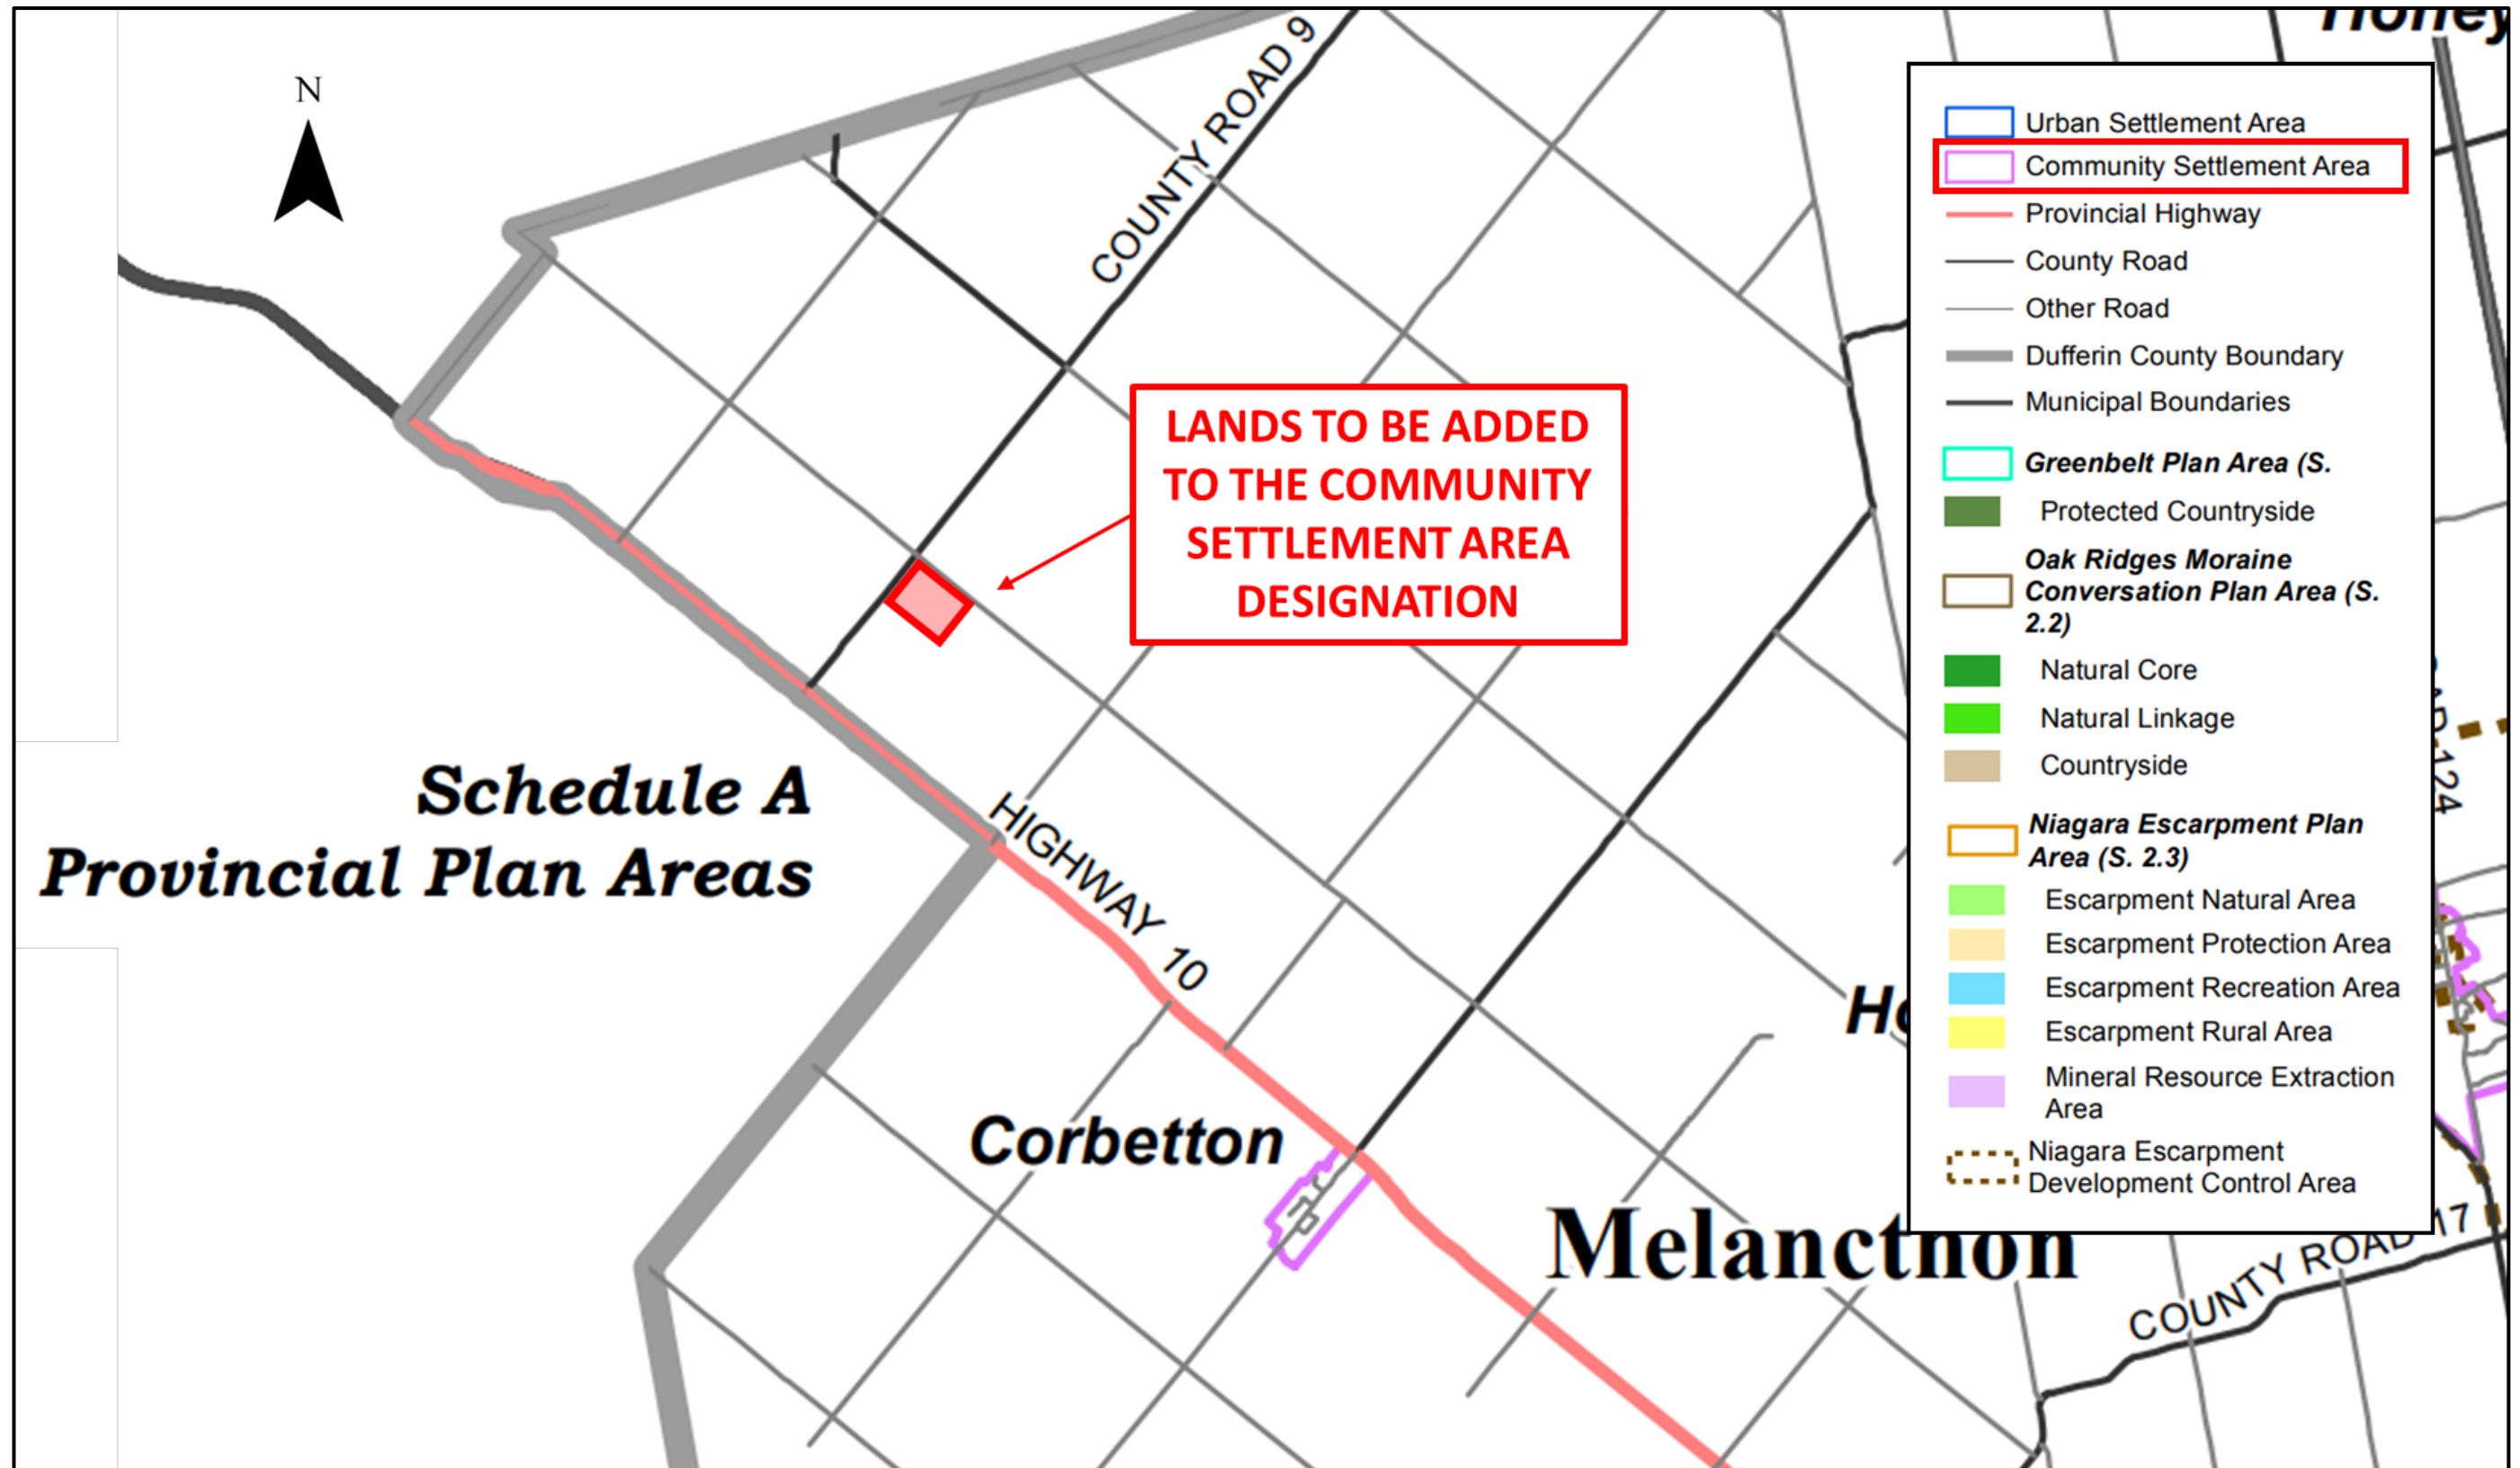 N
COUNTY ROAD 9
LANDS TO BE ADDED
TO THE COMMUNITY
SETTLEMENT AREA
DESIGNATION
Schedule A
Provincial Plan Areas
HIGHWAY 10
Corbetton
Melancthon
COUNTY ROAD 17
124
Urban Settlement Area
Community Settlement Area
Provincial Highway
County Road
Other Road
Dufferin County Boundary
Municipal Boundaries
Greenbelt Plan Area (S.
Protected Countryside
Oak Ridges Moraine
Conversation Plan Area (S.
2.2)
Natural Core
Natural Linkage
Countryside
Niagara Escarpment Plan
Area (S. 2.3)
Escarpment Natural Area
Escarpment Protection Area
Escarpment Recreation Area
Escarpment Rural Area
Mineral Resource Extraction
Area
Niagara Escarpment
Development Control Area